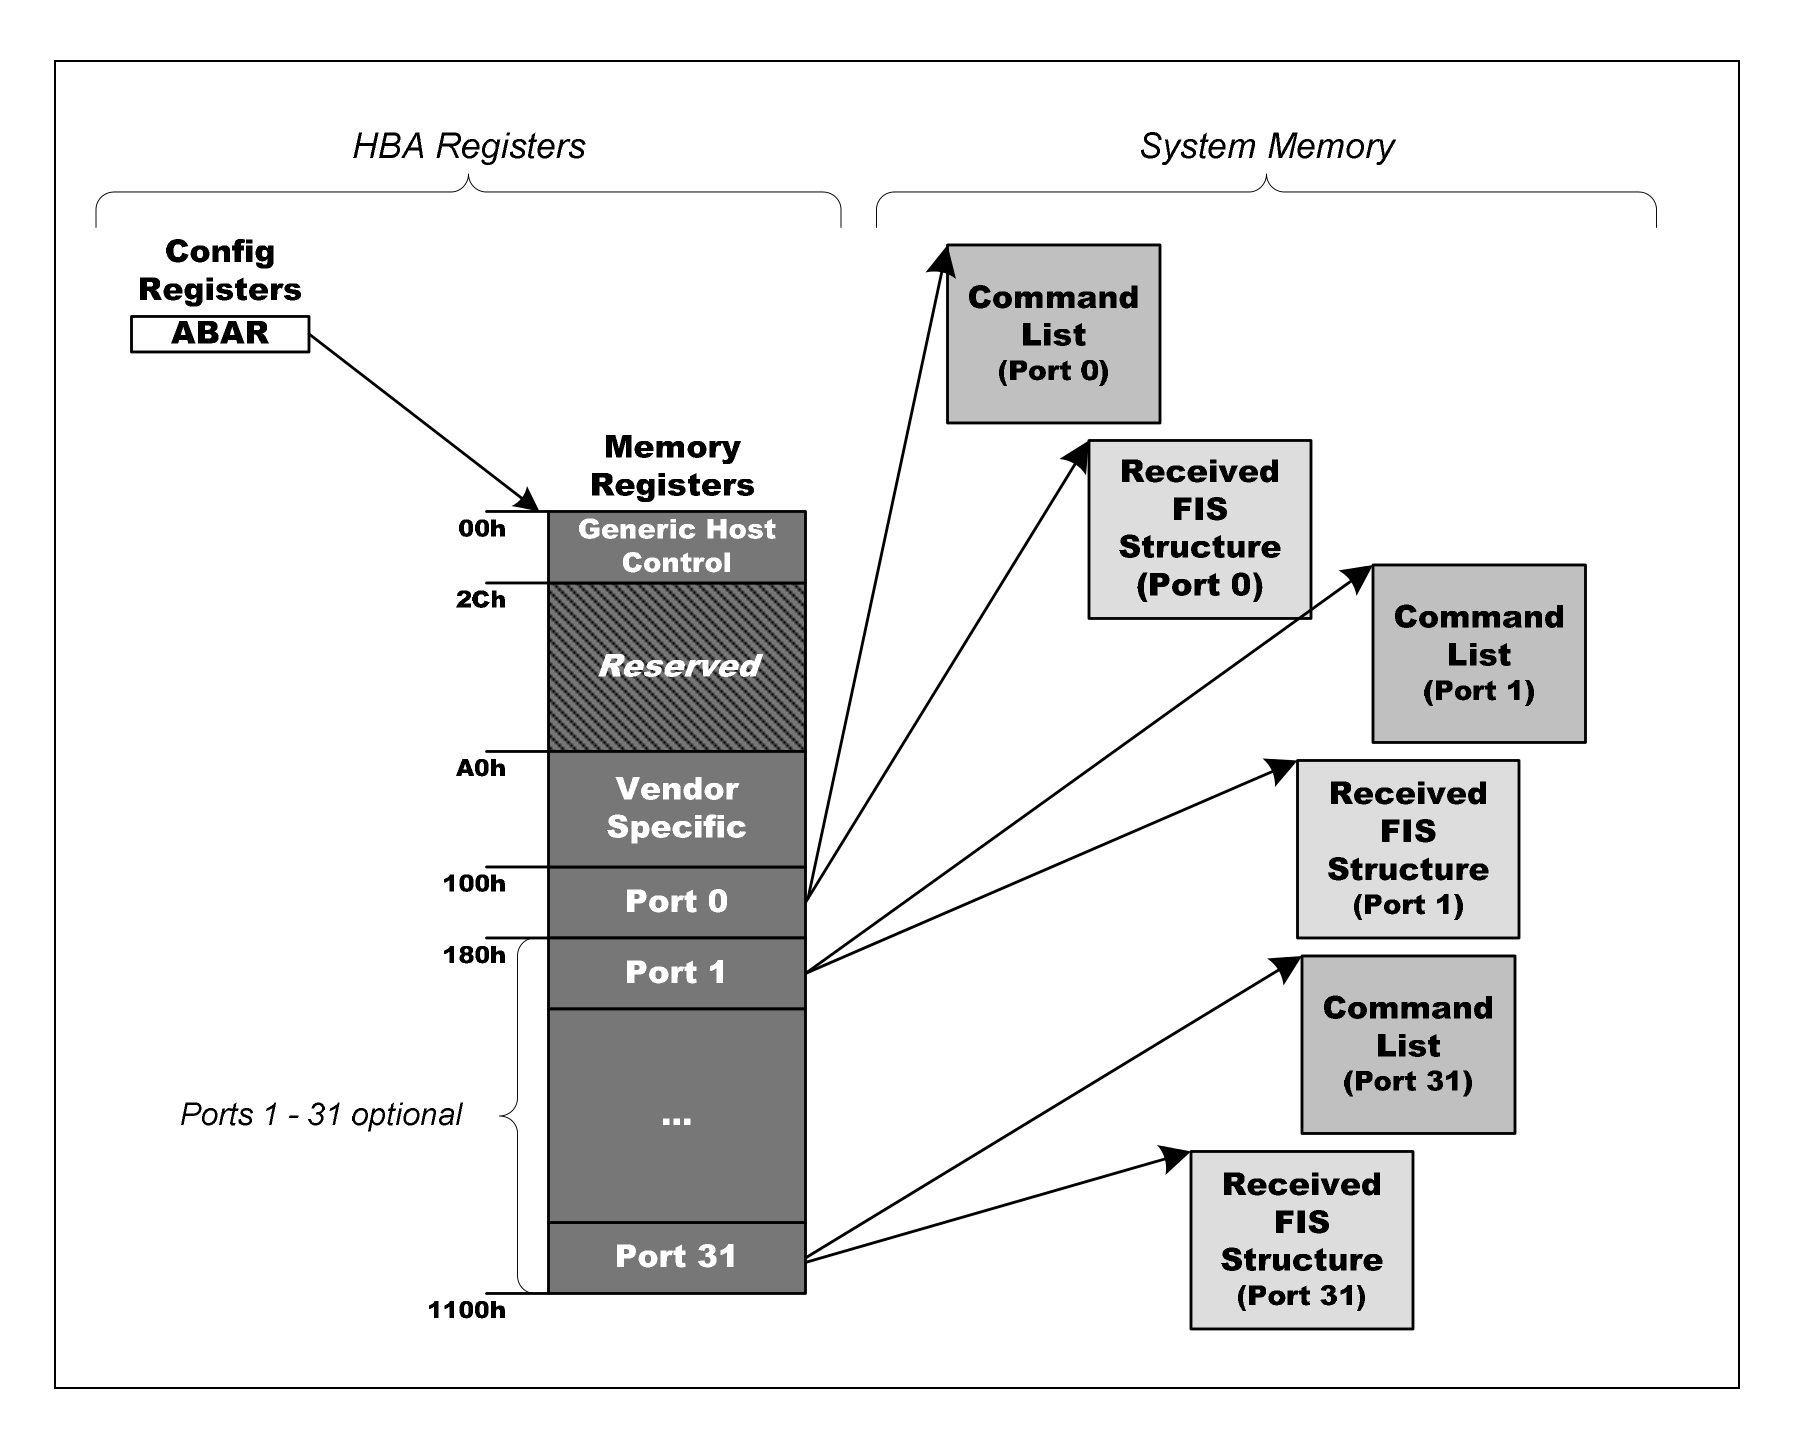 HBA Registers
System Memory
Config
Registers
ABAR
Memory
Registers
00h
Generic Host
Control
2Ch
Reserved
A0h
Vendor
Specific
100h
Port 0
180h
Port 1
Ports 1 - 31 optional
...
Port 31
1100h
Command
List
(Port 0)
Received
FIS
Structure
(Port 0)
Command
List
(Port 1)
Received
FIS
Structure
(Port 1)
Command
List
(Port 31)
Received
FIS
Structure
(Port 31)